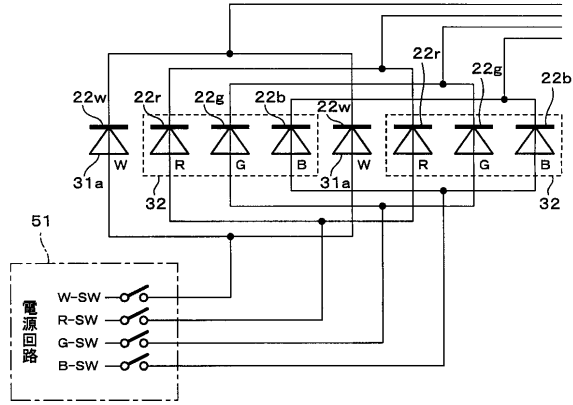 22r
22g
22b
22w 22r 22g 22b 22w
W R G B W R G B
31a 32 31a 32
51
電源回路
W-SW
R-SW
G-SW
B-SW